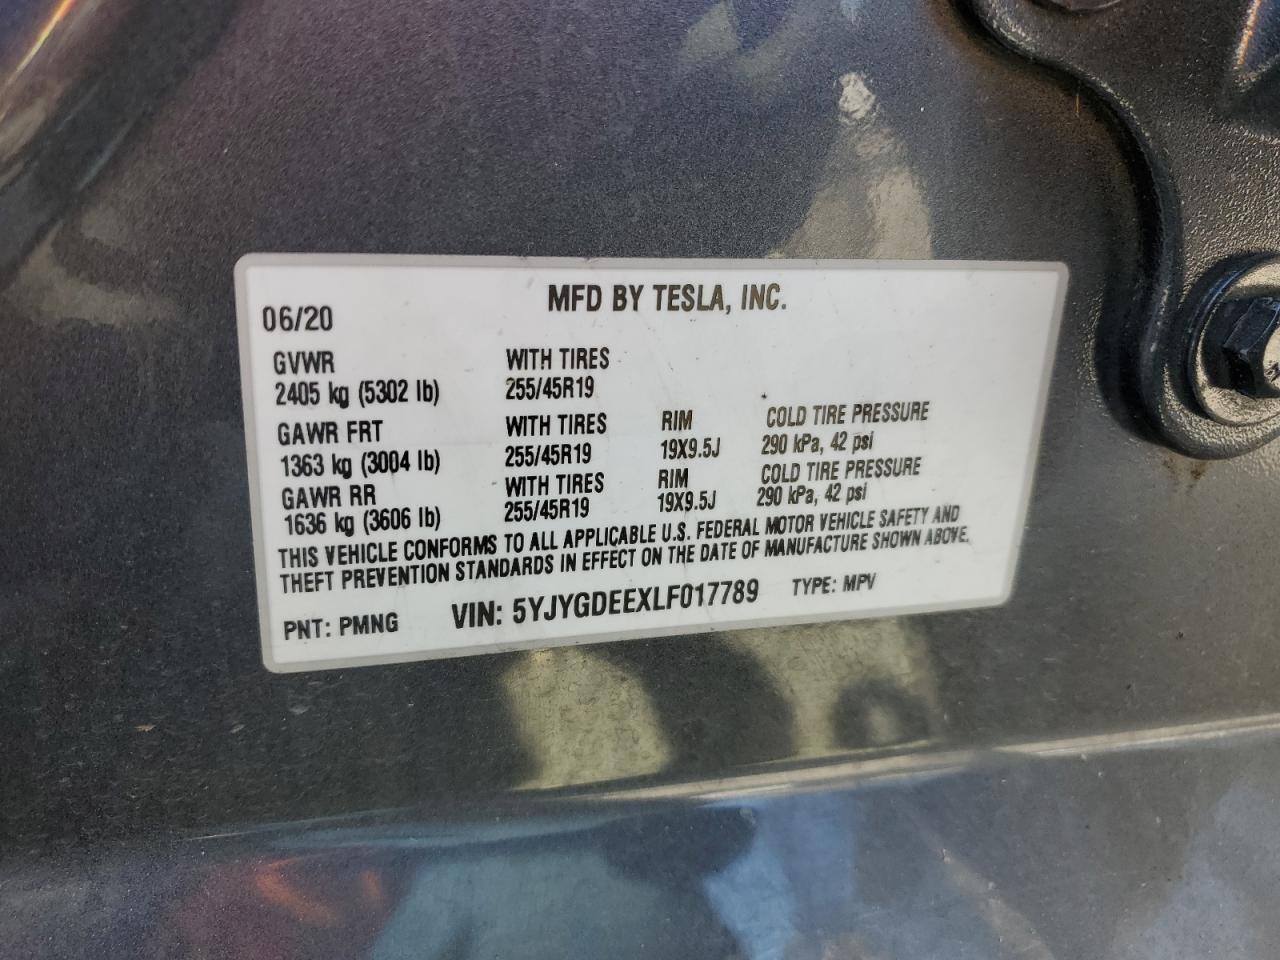 MFD BY TESLA, INC.
06/20
GVWR WITH TIRES
2405 kg (5302 lb) 255/45R19
GAWR FRT WITH TIRES RIM COLD TIRE PRESSURE
1363 kg (3004 lb) 255/45R19 19X9.5J 290 kPa, 42 psi
GAWR RR WITH TIRES RIM COLD TIRE PRESSURE
1636 kg (3606 lb) 255/45R19 19X9.5J 290 kPa, 42 psi
THIS VEHICLE CONFORMS TO ALL APPLICABLE U.S. FEDERAL MOTOR VEHICLE SAFETY AND
THEFT PREVENTION STANDARDS IN EFFECT ON THE DATE OF MANUFACTURE SHOWN ABOVE.
PNT: PMNG VIN: 5YJYGDEEXLF017789 TYPE: MPV